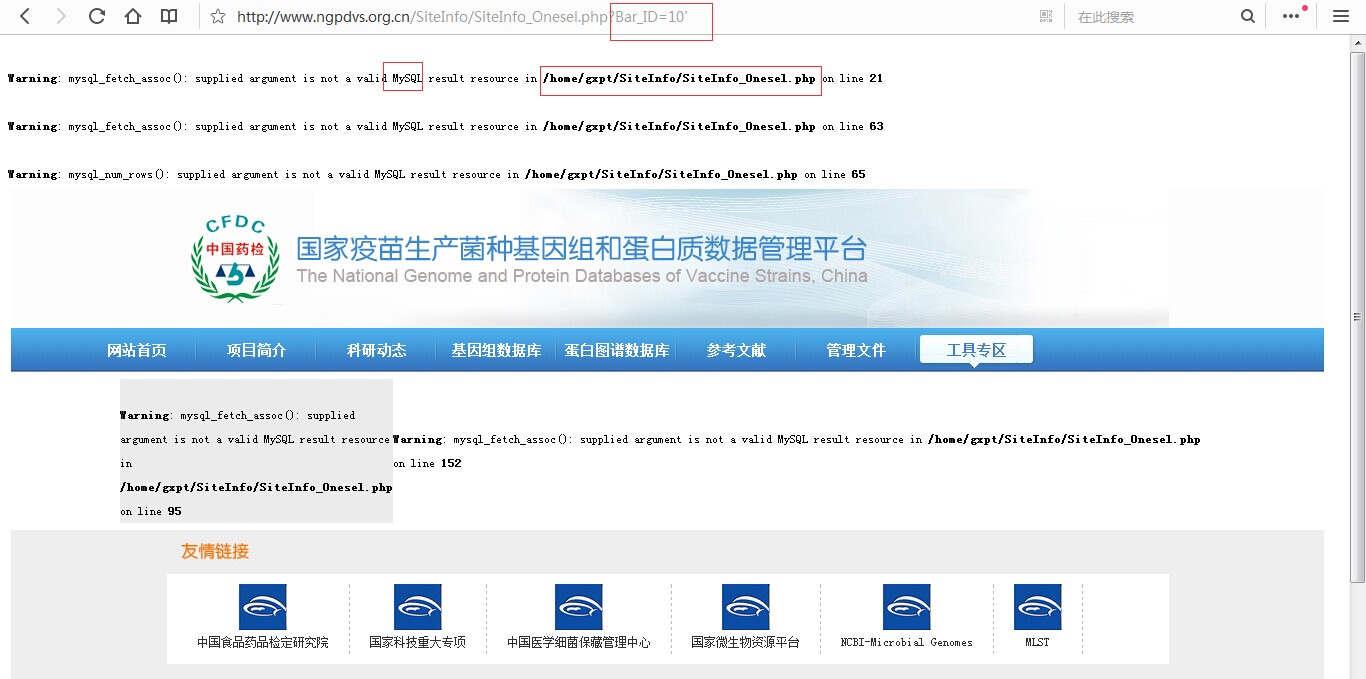 http://www.ngpdvs.org.cn/SiteInfo/SiteInfo_Onesel.php?Bar_ID=10'
在此搜索
Warning: mysql_fetch_assoc(): supplied argument is not a valid MySQL result resource in /home/gxpt/SiteInfo/SiteInfo_Onesel.php on line 21
Warning: mysql_fetch_assoc(): supplied argument is not a valid MySQL result resource in /home/gxpt/SiteInfo/SiteInfo_Onesel.php on line 63
Warning: mysql_num_rows(): supplied argument is not a valid MySQL result resource in /home/gxpt/SiteInfo/SiteInfo_Onesel.php on line 65
CFDC
中国药检
国家疫苗生产菌种基因组和蛋白质数据管理平台
The National Genome and Protein Databases of Vaccine Strains, China
网站首页 项目简介 科研动态 基因组数据库 蛋白图谱数据库 参考文献 管理文件 工具专区
Warning: mysql_fetch_assoc(): supplied
argument is not a valid MySQL result resource
in
/home/gxpt/SiteInfo/SiteInfo_Onesel.php
on line 95
Warning: mysql_fetch_assoc(): supplied argument is not a valid MySQL result resource in /home/gxpt/SiteInfo/SiteInfo_Onesel.php
on line 152
友情链接
中国食品药品检定研究院 国家科技重大专项 中国医学细菌保藏管理中心 国家微生物资源平台 NCBI-Microbial Genomes MLST